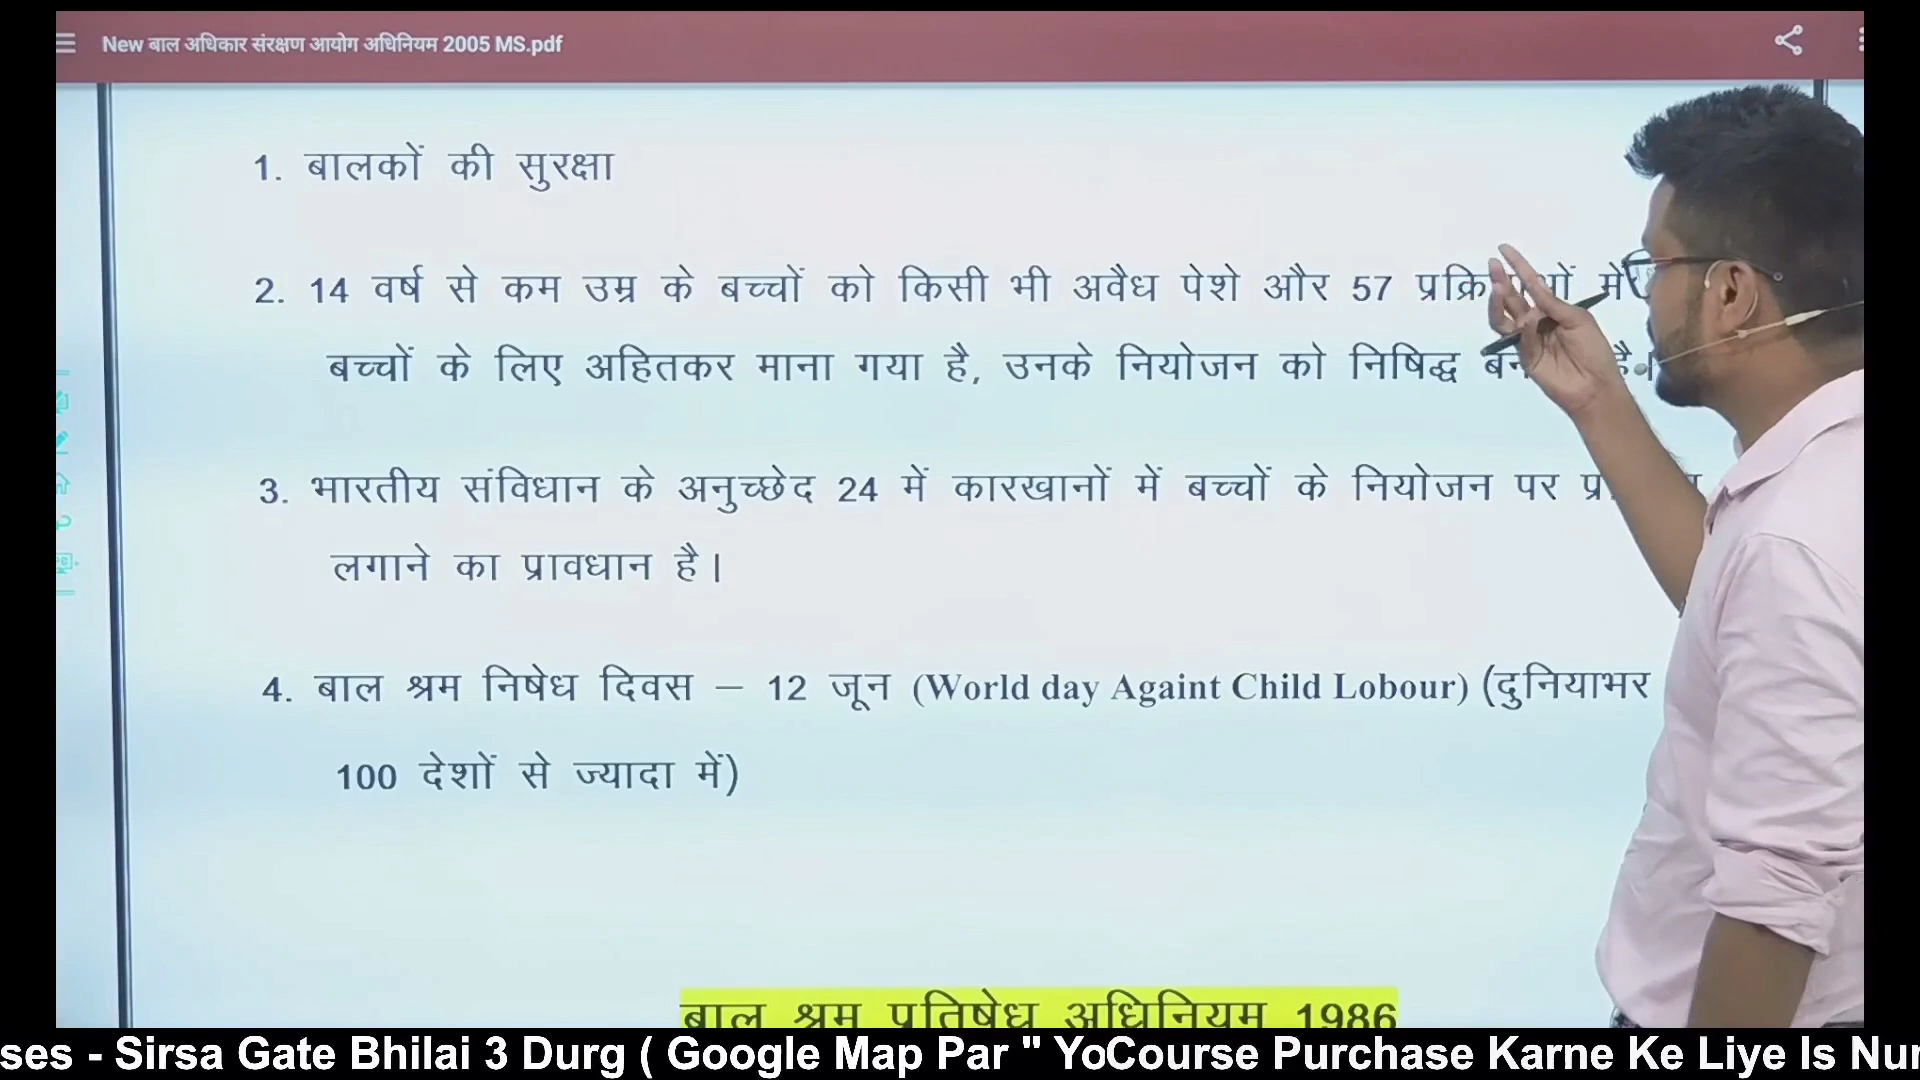 New बाल अधिकार संरक्षण आयोग अधिनियम 2005 MS.pdf
1. बालकों की सुरक्षा
2. 14 वर्ष से कम उम्र के बच्चों को किसी भी अवैध पेशे और 57 में
बच्चों के लिए अहितकर माना गया है, उनके नियोजन को निषिद्ध है।
3. भारतीय संविधान के अनुच्छेद 24 में कारखानों में बच्चों के नियोजन पर
लगाने का प्रावधान है।
4. बाल श्रम निषेध दिवस – 12 जून (World day Againt Child Lobour) (दुनियाभर
100 देशों से ज्यादा में)
बाल श्रम प्रतिषेध अधिनियम 1986
ses - Sirsa Gate Bhilai 3 Durg ( Google Map Par " YoCourse Purchase Karne Ke Liye Is Nur